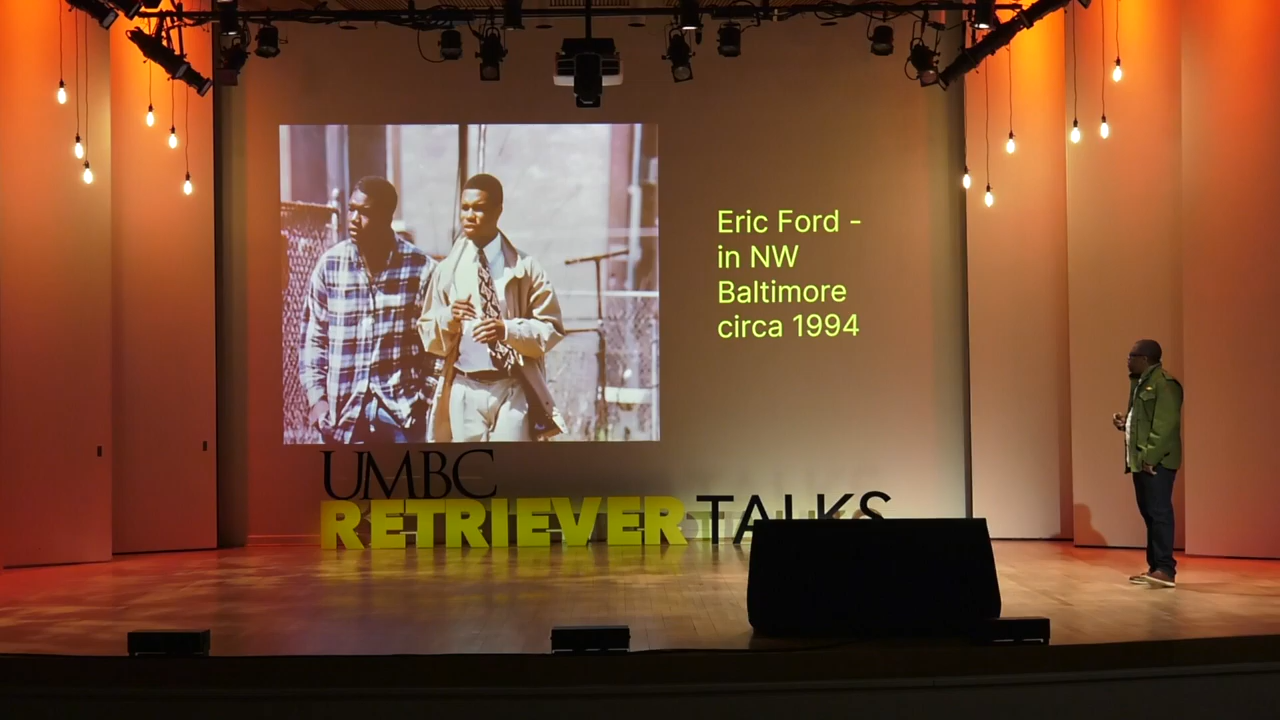 Eric Ford -
in NW
Baltimore
circa 1994
UMBC
RETRIEVER TALKS